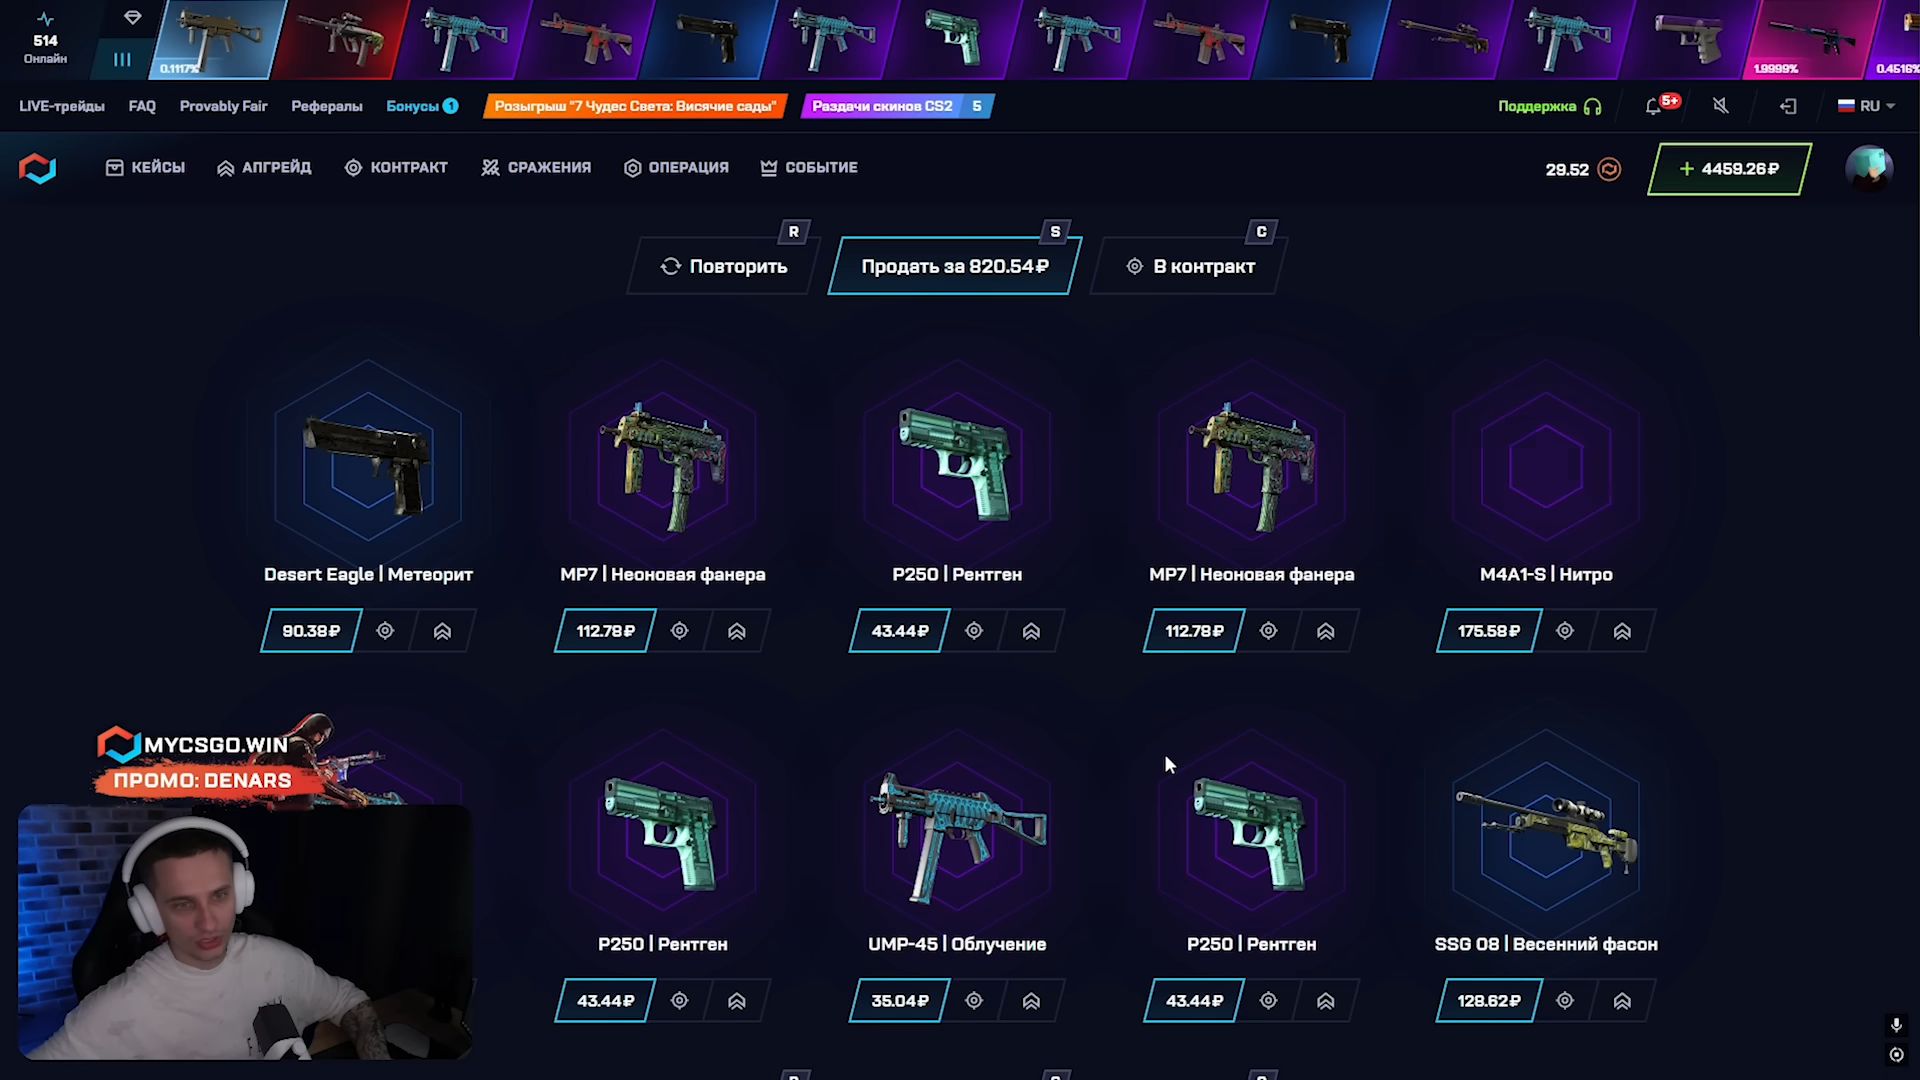 514
Онлайн
0.1117%
1.9999%
0.4516%
LIVE-трейды
FAQ
Provably Fair
Рефералы
Бонусы 1
Розыгрыш "7 Чудес Света: Висячие сады"
Раздачи скинов CS2 5
Поддержка
5+
RU
КЕЙСЫ
АПГРЕЙД
КОНТРАКТ
СРАЖЕНИЯ
ОПЕРАЦИЯ
СОБЫТИЕ
29.52
+ 4459.26₽
R
S
C
Повторить
Продать за 820.54₽
В контракт
Desert Eagle | Метеорит
MP7 | Неоновая фанера
P250 | Рентген
MP7 | Неоновая фанера
M4A1-S | Нитро
90.38₽
112.78₽
43.44₽
112.78₽
175.58₽
MYCSGO.WIN
ПРОМО: DENARS
P250 | Рентген
UMP-45 | Облучение
P250 | Рентген
SSG 08 | Весенний фасон
43.44₽
35.04₽
43.44₽
128.62₽